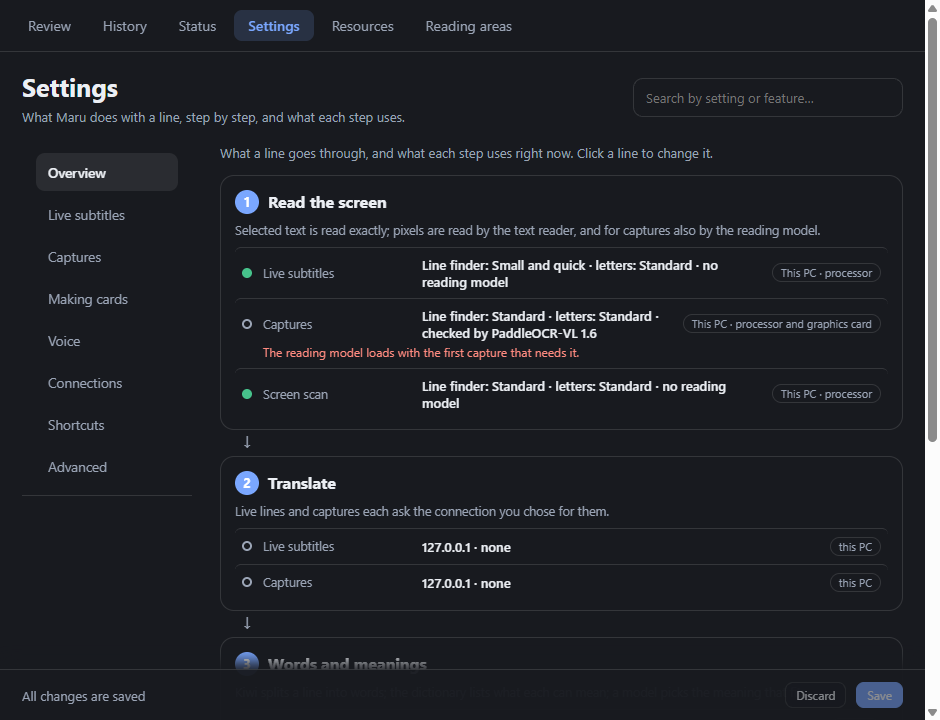 Review History Status Settings Resources Reading areas
Settings
Search by setting or feature...
What Maru does with a line, step by step, and what each step uses.
Overview
Live subtitles
Captures
Making cards
Voice
Connections
Shortcuts
Advanced
What a line goes through, and what each step uses right now. Click a line to change it.
1 Read the screen
Selected text is read exactly; pixels are read by the text reader, and for captures also by the reading model.
Live subtitles
Line finder: Small and quick · letters: Standard · no
reading model
This PC · processor
Captures
Line finder: Standard · letters: Standard ·
checked by PaddleOCR-VL 1.6
This PC · processor and graphics card
The reading model loads with the first capture that needs it.
Screen scan
Line finder: Standard · letters: Standard · no reading
model
This PC · processor
↓
2 Translate
Live lines and captures each ask the connection you chose for them.
Live subtitles 127.0.0.1 · none this PC
Captures 127.0.0.1 · none this PC
↓
3 Words and meanings
All changes are saved
Discard
Save